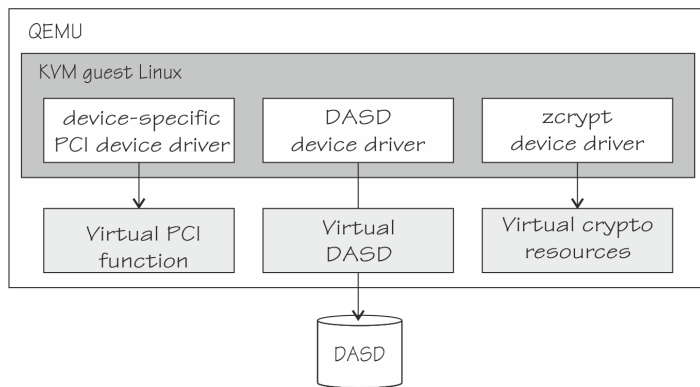 QEMU
KVM guest Linux
device-specific
PCI device driver
DASD
device driver
zcrypt
device driver
Virtual PCI
function
Virtual
DASD
Virtual crypto
resources
DASD